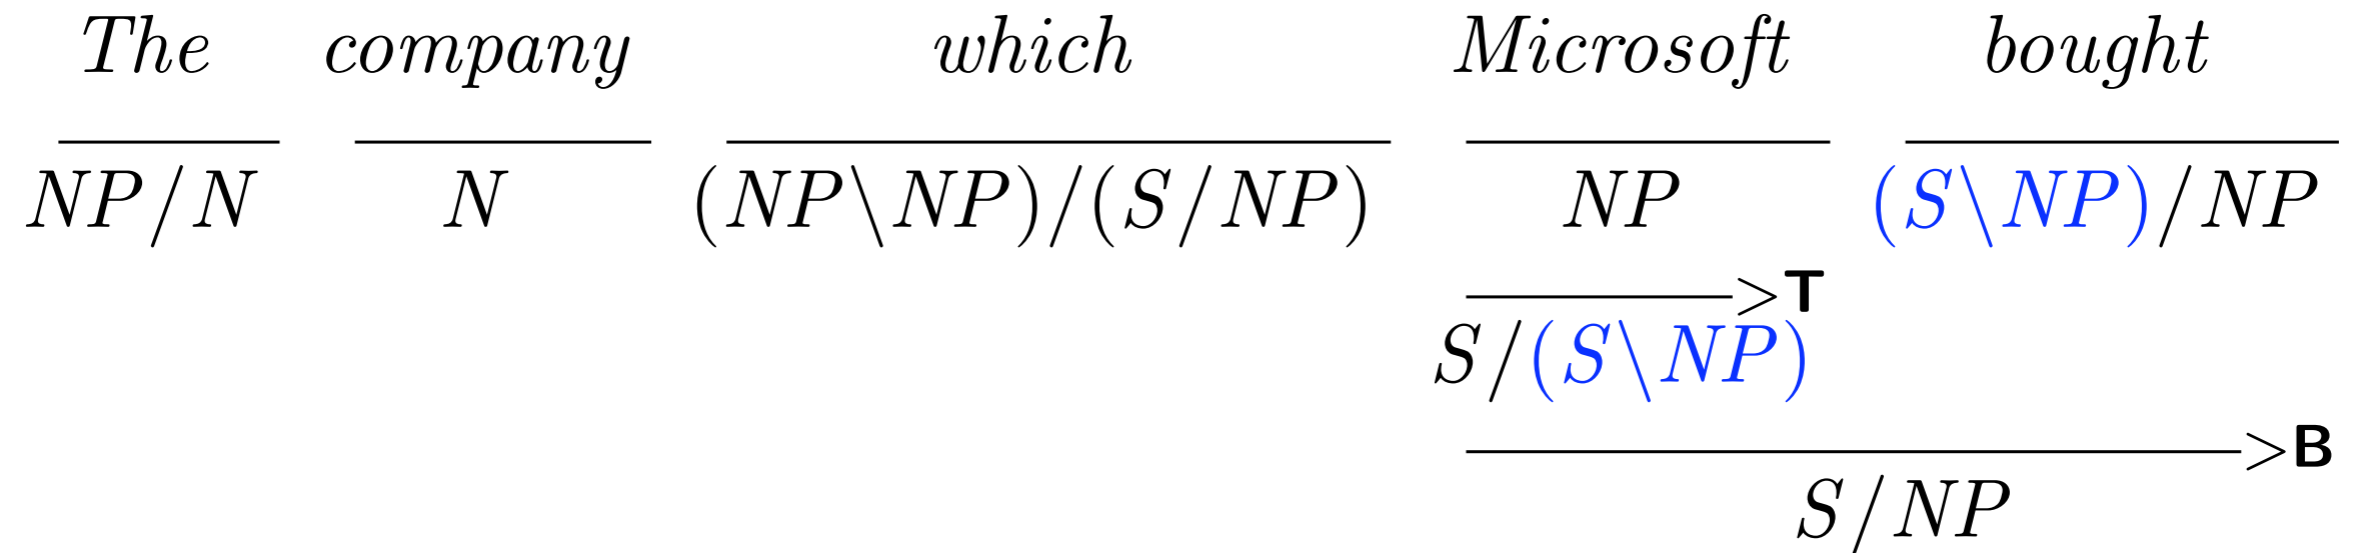 The company which Microsoft bought
NP/N N (NP\NP)/(S/NP) NP (S\NP)/NP
>T
S/(S\NP)
>B
S/NP